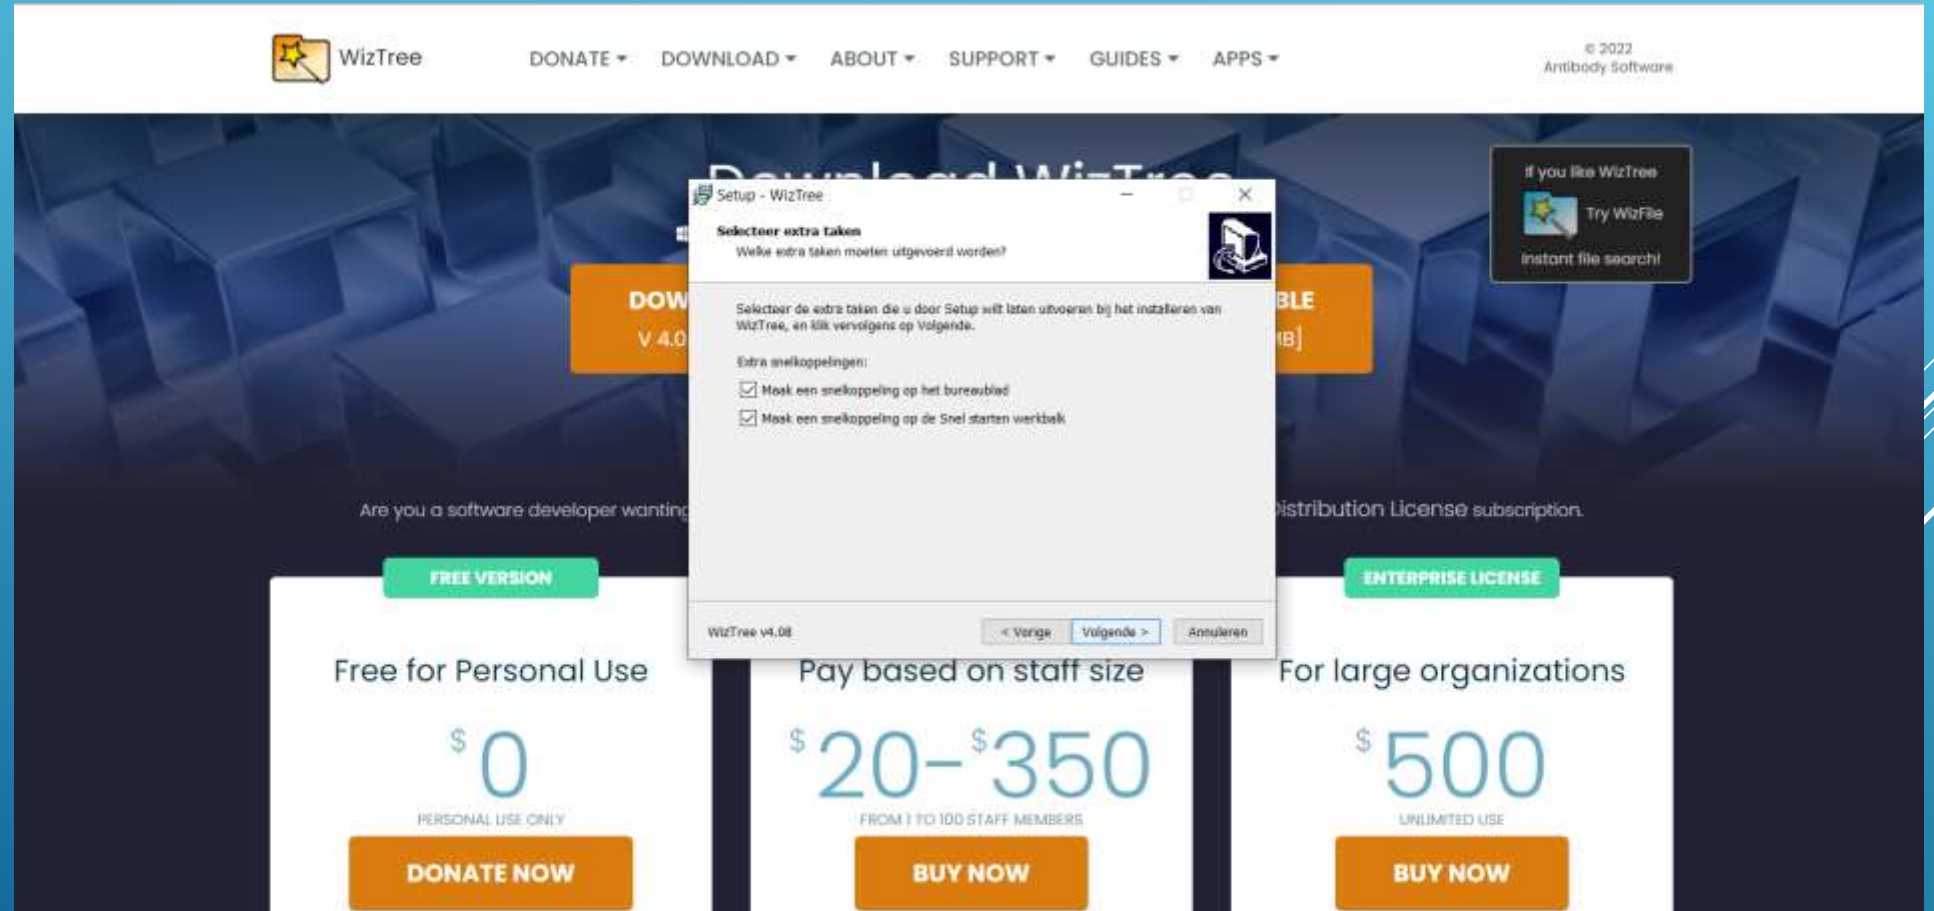 WizTree
DONATE
DOWNLOAD
ABOUT
SUPPORT
GUIDES
APPS
© 2022
Antibody Software
Download WizTree
If you like WizTree
Try WizFile
Instant file search!
DOW
V 4.0
BLE
MB]
Setup - WizTree
Selecteer extra taken
Welke extra taken moeten uitgevoerd worden?
Selecteer de extra taken die u door Setup wilt laten uitvoeren bij het installeren van
WizTree, en klik vervolgens op Volgende.
Extra snelkoppelingen:
Maak een snelkoppeling op het bureaublad
Maak een snelkoppeling op de Snel starten werkbalk
WizTree v4.08
< Vorige
Volgende >
Annuleren
Are you a software developer wanting
Distribution License subscription.
FREE VERSION
ENTERPRISE LICENSE
Free for Personal Use
$0
PERSONAL USE ONLY
DONATE NOW
Pay based on staff size
$20-$350
FROM 1 TO 100 STAFF MEMBERS
BUY NOW
For large organizations
$500
UNLIMITED USE
BUY NOW